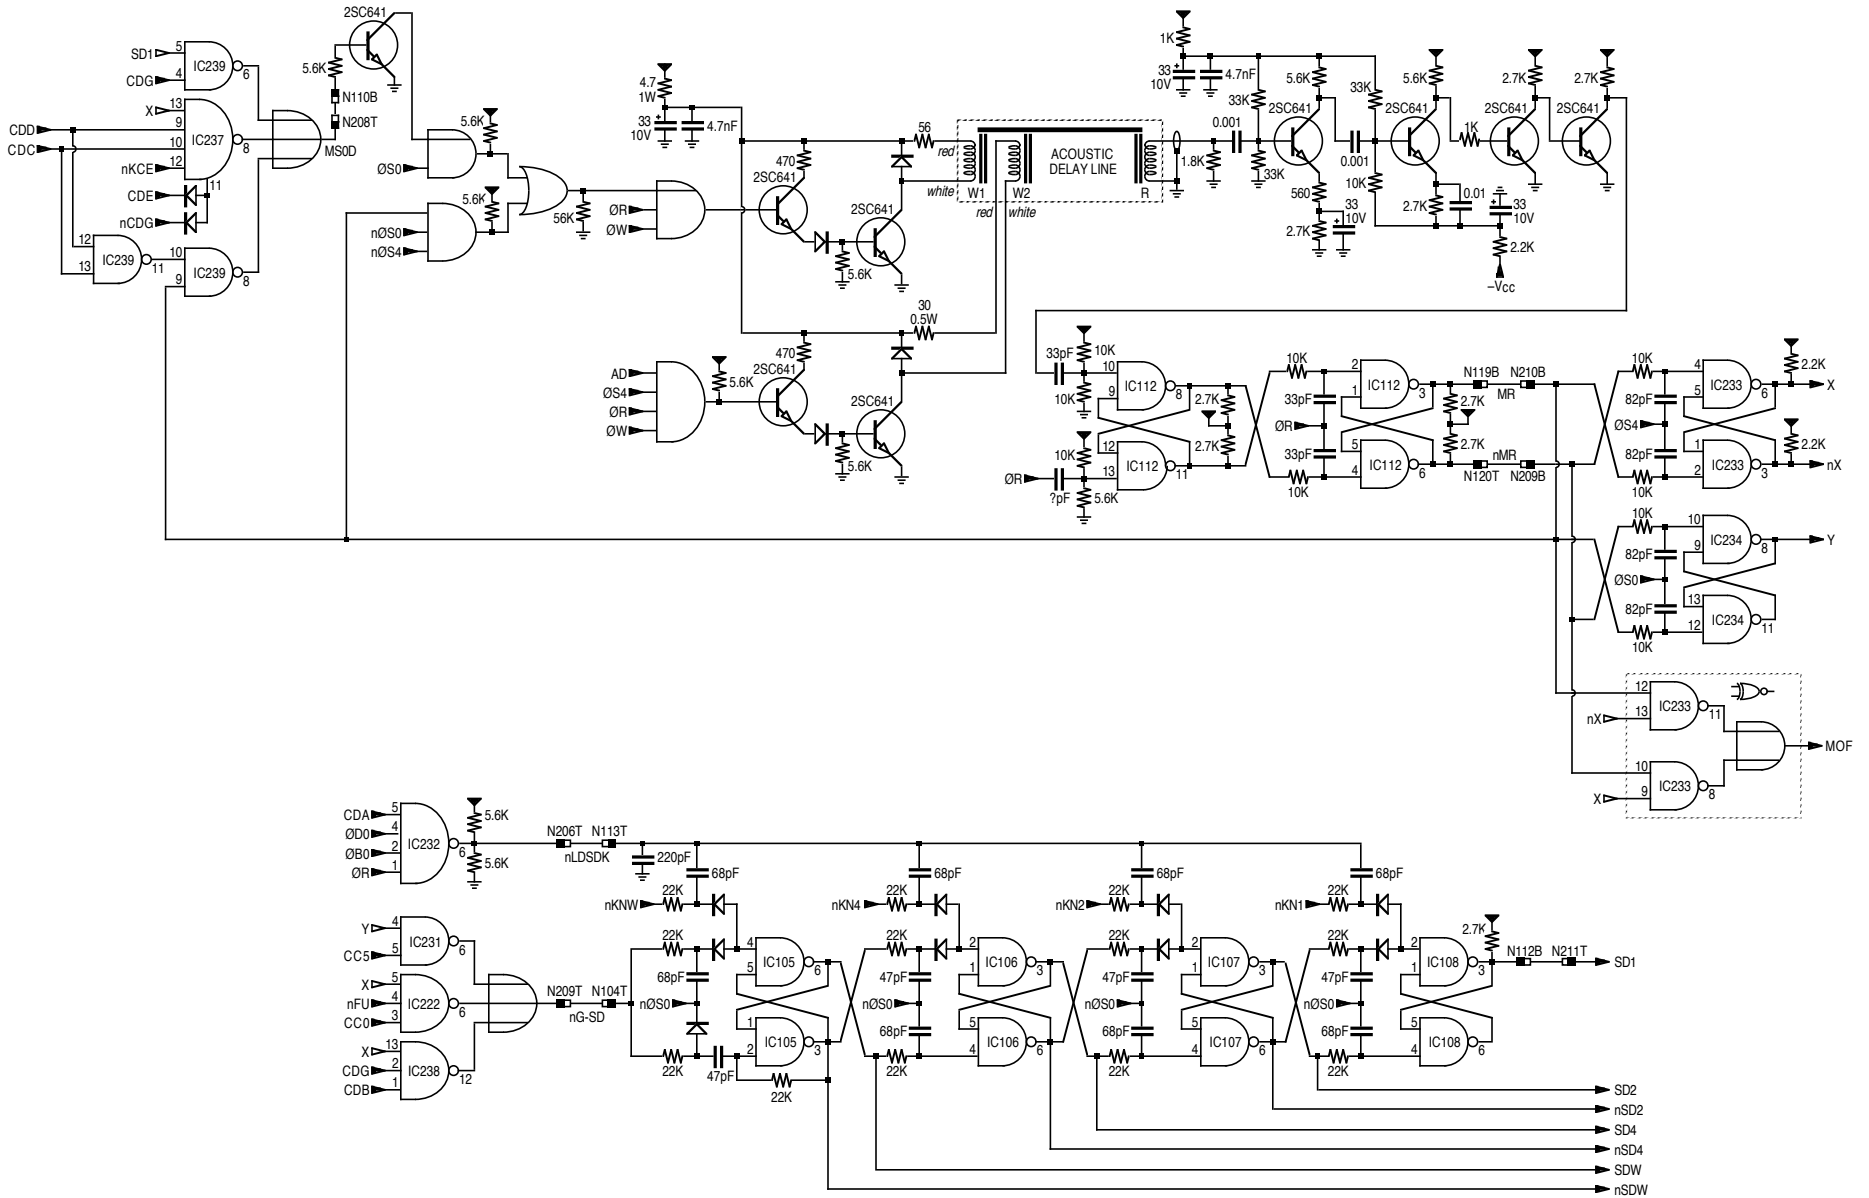 2SC641
SD1 5
IC239 6
CDG 4
5.6K
N110B
N208T
X 13
CDD 9
CDC 10
IC237 8
MS0D
nKCE 12
CDE 11
nCDG
12
IC239 11
13
10
IC239 8
9
5.6K
ØS0
5.6K
nØS0
nØS4
56K
ØR
ØW
4.7
1W
33
10V
+
4.7nF
470
2SC641
2SC641
5.6K
56
red
white
W1
W2
red
white
ACOUSTIC
DELAY LINE
R
30
0.5W
AD
ØS4
ØR
ØW
5.6K
470
2SC641
2SC641
5.6K
1K
33
10V
+
4.7nF
1.8K
0.001
33K
33K
5.6K
2SC641
560
2.7K
33
10V
+
0.001
33K
10K
5.6K
2SC641
2.7K
0.01
33
10V
+
2.2K
–Vcc
1K
2.7K
2SC641
2.7K
2SC641
33pF
10K
10K
10
9
IC112 8
10K
12
13
IC112 11
ØR
?pF
5.6K
2.7K
2.7K
10K
33pF
ØR
33pF
10K
2
1
IC112 3
5
4
IC112 6
2.7K
2.7K
N119B
N210B
MR
nMR
N120T
N209B
10K
82pF
ØS4
82pF
10K
4
5
IC233 6
1
2
IC233 3
2.2K
X
2.2K
nX
10K
82pF
ØS0
82pF
10K
10
9
IC234 8
13
12
IC234 11
Y
12
nX 13
IC233 11
10
X 9
IC233 8
MOF
CDA 5
ØD0 4
ØB0 2
ØR 1
IC232 6
5.6K
5.6K
N206T
N113T
nLDSDK
220pF
Y 4
CC5 5
IC231 6
X 5
nFU 4
CC0 3
IC222 6
X 13
CDG 2
CDB 1
IC238 12
N209T
N104T
nG-SD
68pF
22K
nKNW
22K
68pF
nØS0
22K
47pF
22K
4
5
IC105 6
1
2
IC105 3
68pF
22K
nKN4
22K
47pF
nØS0
68pF
22K
2
1
IC106 3
5
4
IC106 6
68pF
22K
nKN2
22K
47pF
nØS0
68pF
22K
2
1
IC107 3
5
4
IC107 6
68pF
22K
nKN1
22K
47pF
nØS0
68pF
22K
2
1
IC108 3
5
4
IC108 6
2.7K
N112B
N211T
SD1
SD2
nSD2
SD4
nSD4
SDW
nSDW